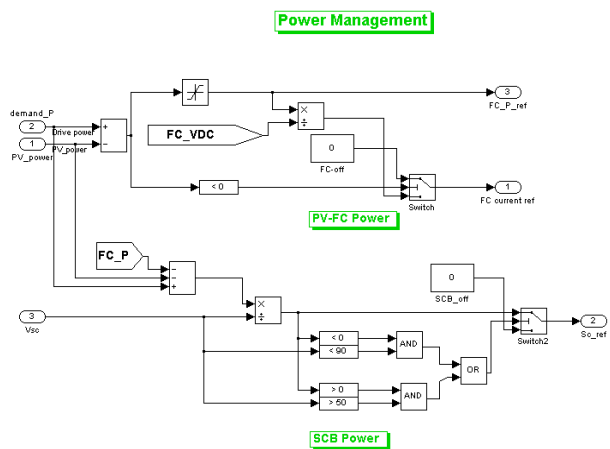 Power Management
demand_P
2
Drive power
1
PV_power
PV_power
+
−
FC_VDC
×
÷
3
FC_P_ref
0
FC-off
< 0
Switch
1
FC current ref
PV-FC Power
FC_P
−
−
+
3
Vsc
×
÷
0
SCB_off
Switch2
2
Sc_ref
< 0
< 90
AND
OR
> 0
> 50
AND
SCB Power